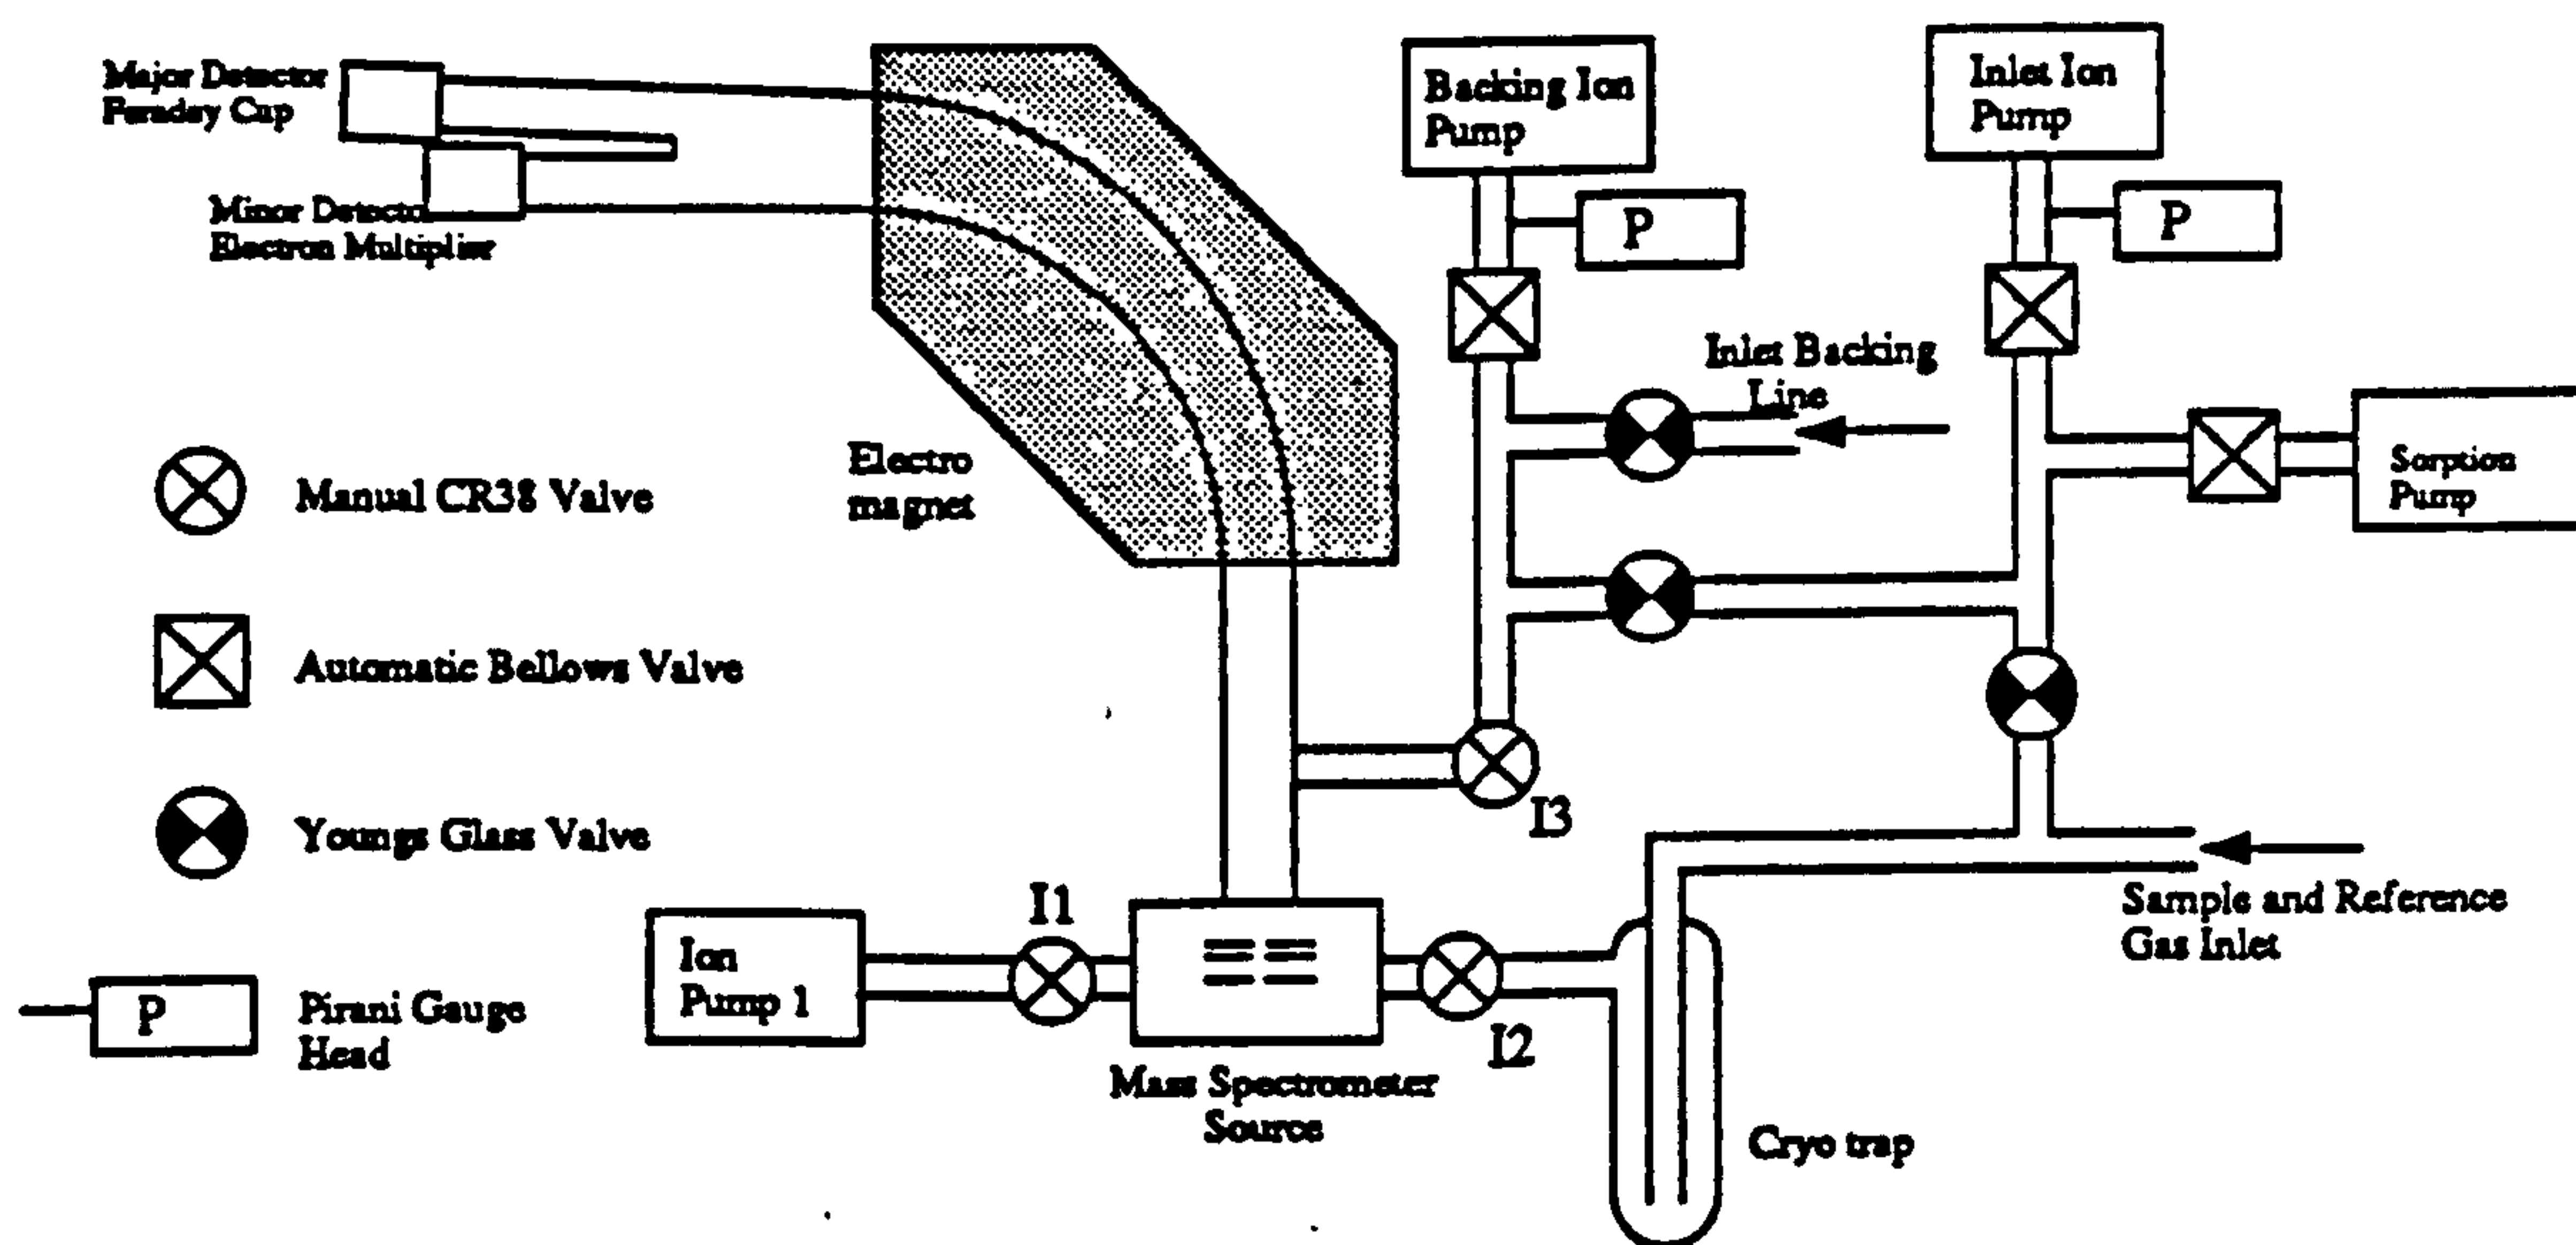 Major Detector
Faraday Cup
Minor Detector
Electron Multiplier
Electro
magnet
Backing Ion
Pump
P
Inlet Ion
Pump
P
Inlet Backing
Line
Sorption
Pump
Manual CR38 Valve
Automatic Bellows Valve
Youngs Glass Valve
P
Pirani Gauge
Head
Ion
Pump 1
I1
I2
I3
Mass Spectrometer
Source
Sample and Reference
Gas Inlet
Cryo trap